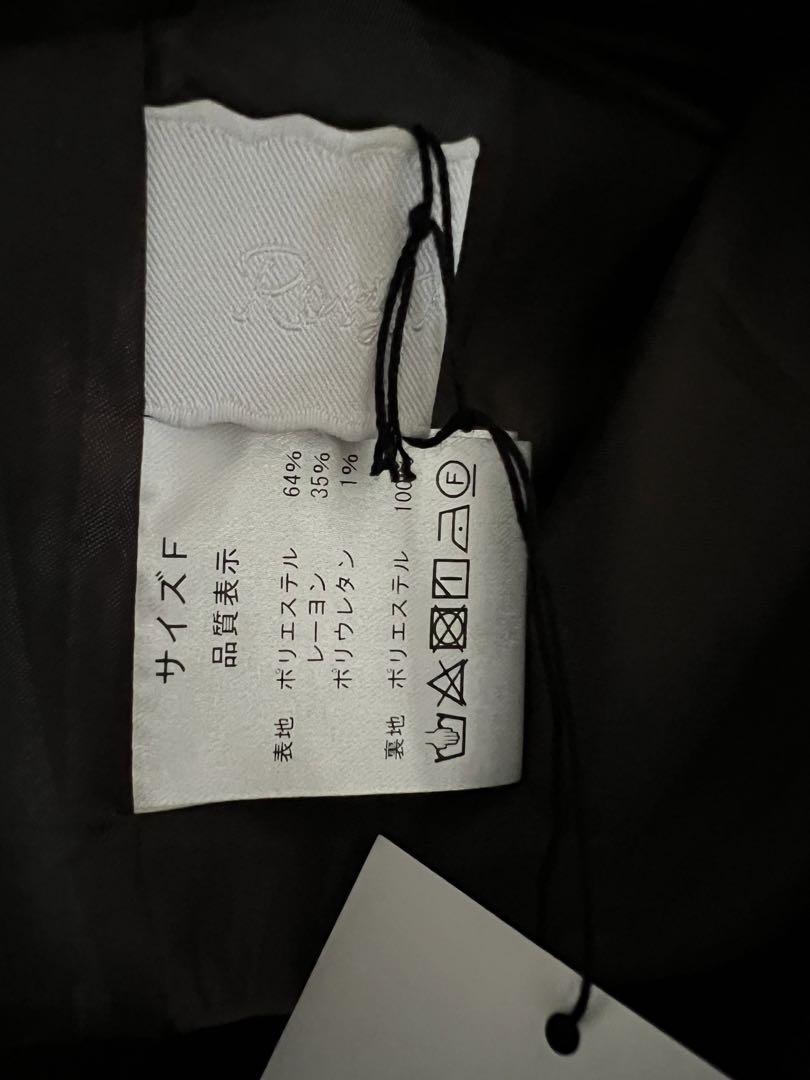 サイズ F
品質表示
表地 ポリエステル 64%
レーヨン 35%
ポリウレタン 1%
裏地 ポリエステル 100%
F